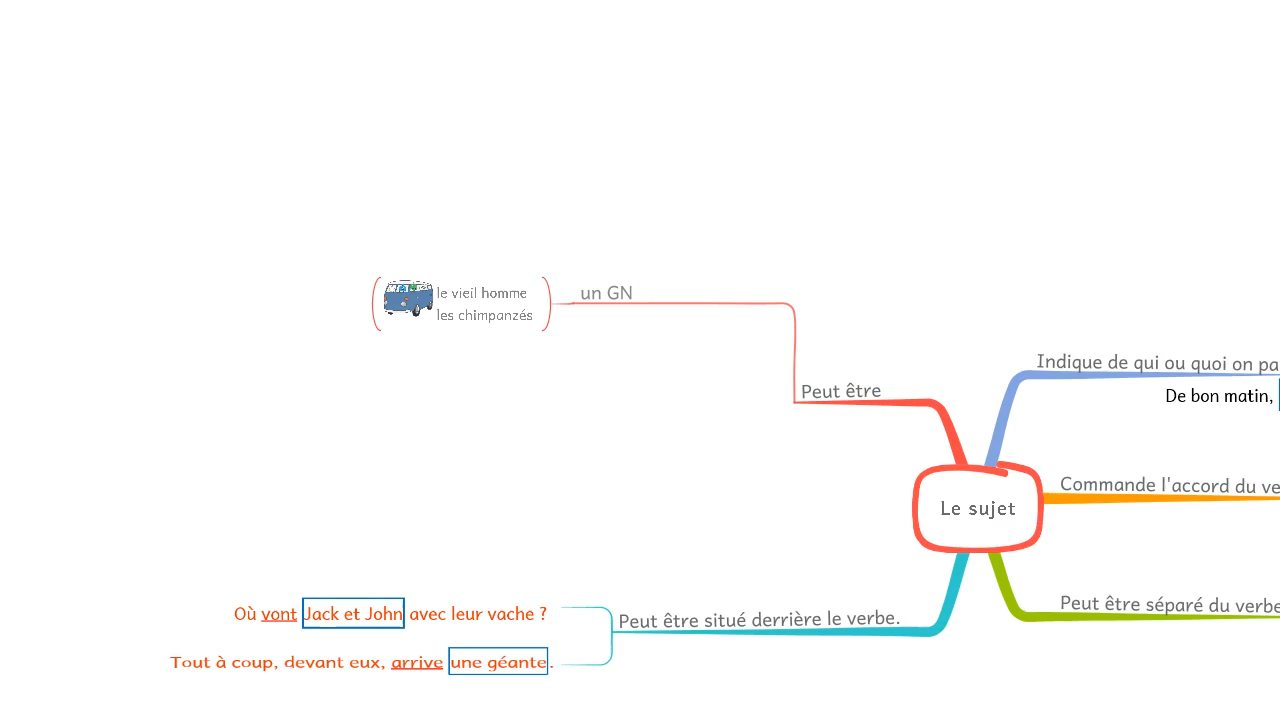 le vieil homme
les chimpanzés
un GN
Peut être
Indique de qui ou quoi on pa
De bon matin,
Commande l'accord du ve
Le sujet
Peut être séparé du verbe
Peut être situé derrière le verbe.
Où vont Jack et John avec leur vache ?
Tout à coup, devant eux, arrive une géante.